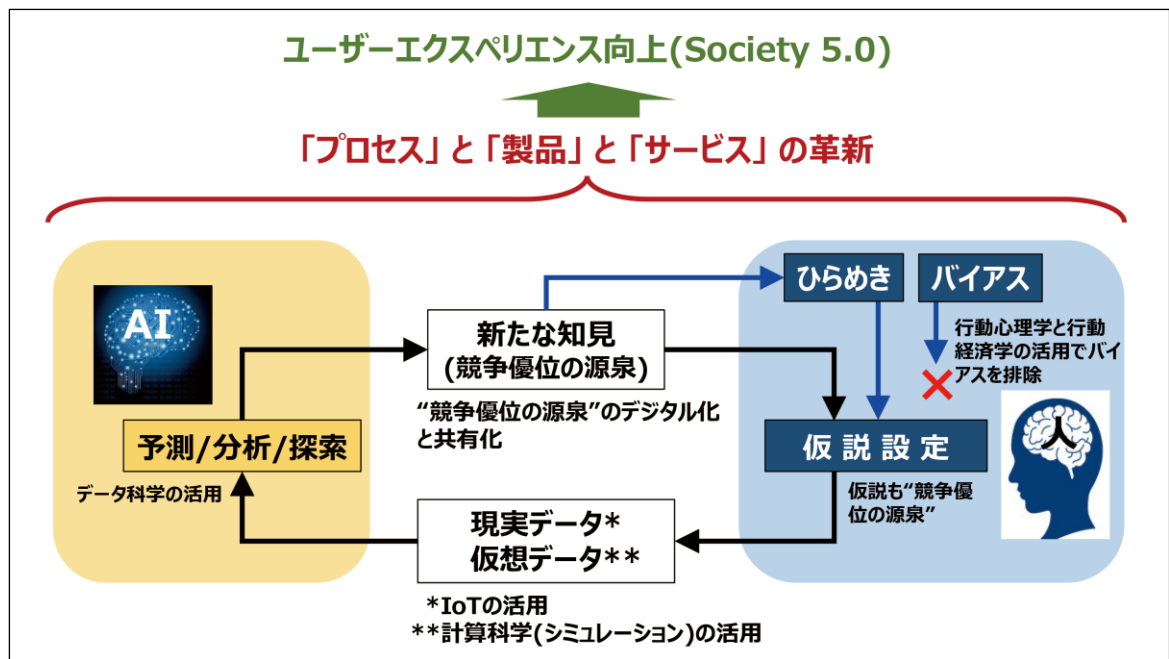 ユーザーエクスペリエンス向上(Society 5.0)
「プロセス」と「製品」と「サービス」の革新
AI
予測/分析/探索
データ科学の活用
新たな知見
(競争優位の源泉)
“競争優位の源泉”のデジタル化
と共有化
現実データ*
仮想データ**
*IoTの活用
**計算科学(シミュレーション)の活用
ひらめき
バイアス
行動心理学と行動
経済学の活用でバイ
アスを排除
人
仮説設定
仮説も“競争優
位の源泉”